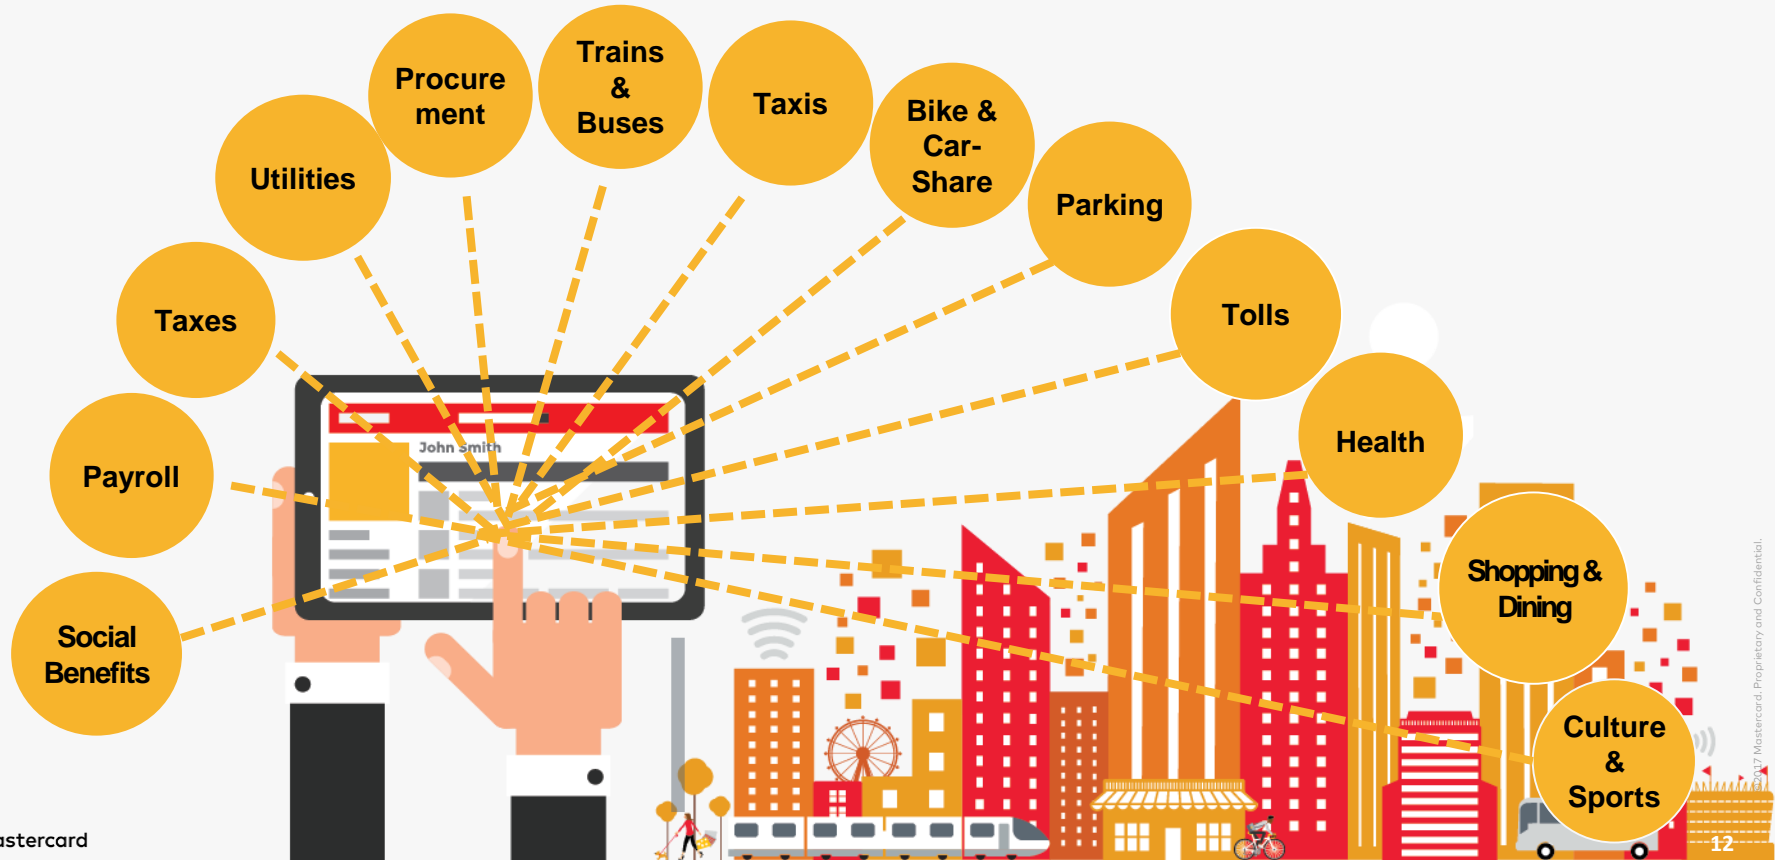 Procure
ment
Trains
&
Buses
Taxis
Bike &
Car-
Share
Utilities
Parking
Taxes
Tolls
John Smith
Health
Payroll
Shopping &
Dining
Social
Benefits
Culture
&
Sports
©2017 Mastercard. Proprietary and Confidential.
astercard
12